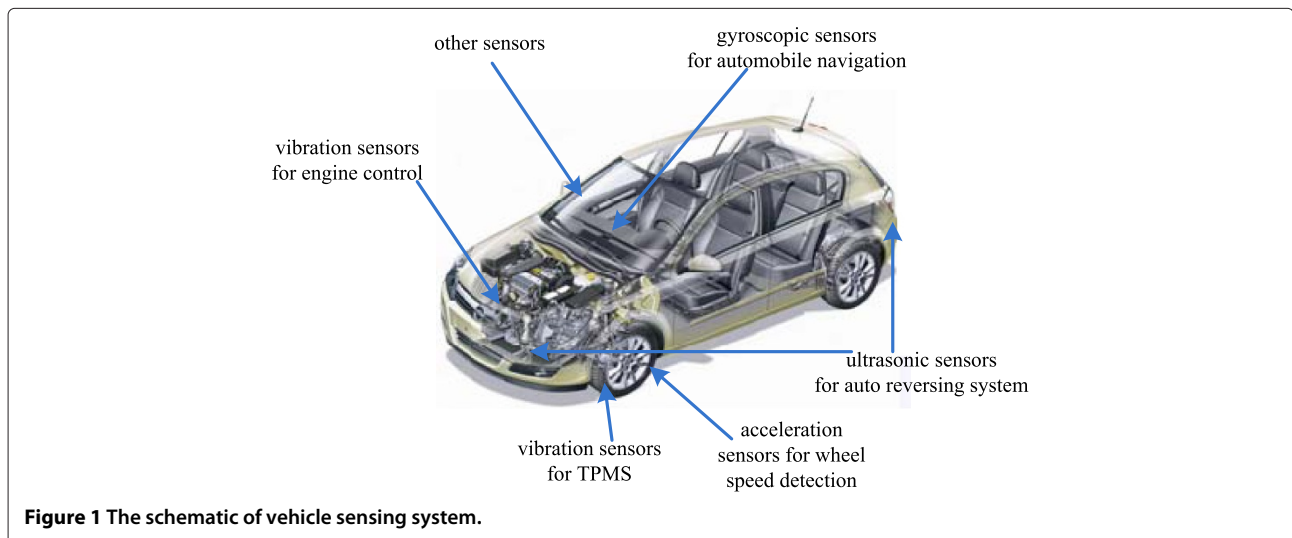 other sensors
gyroscopic sensors
for automobile navigation
vibration sensors
for engine control
ultrasonic sensors
for auto reversing system
vibration sensors
for TPMS
acceleration
sensors for wheel
speed detection
Figure 1 The schematic of vehicle sensing system.